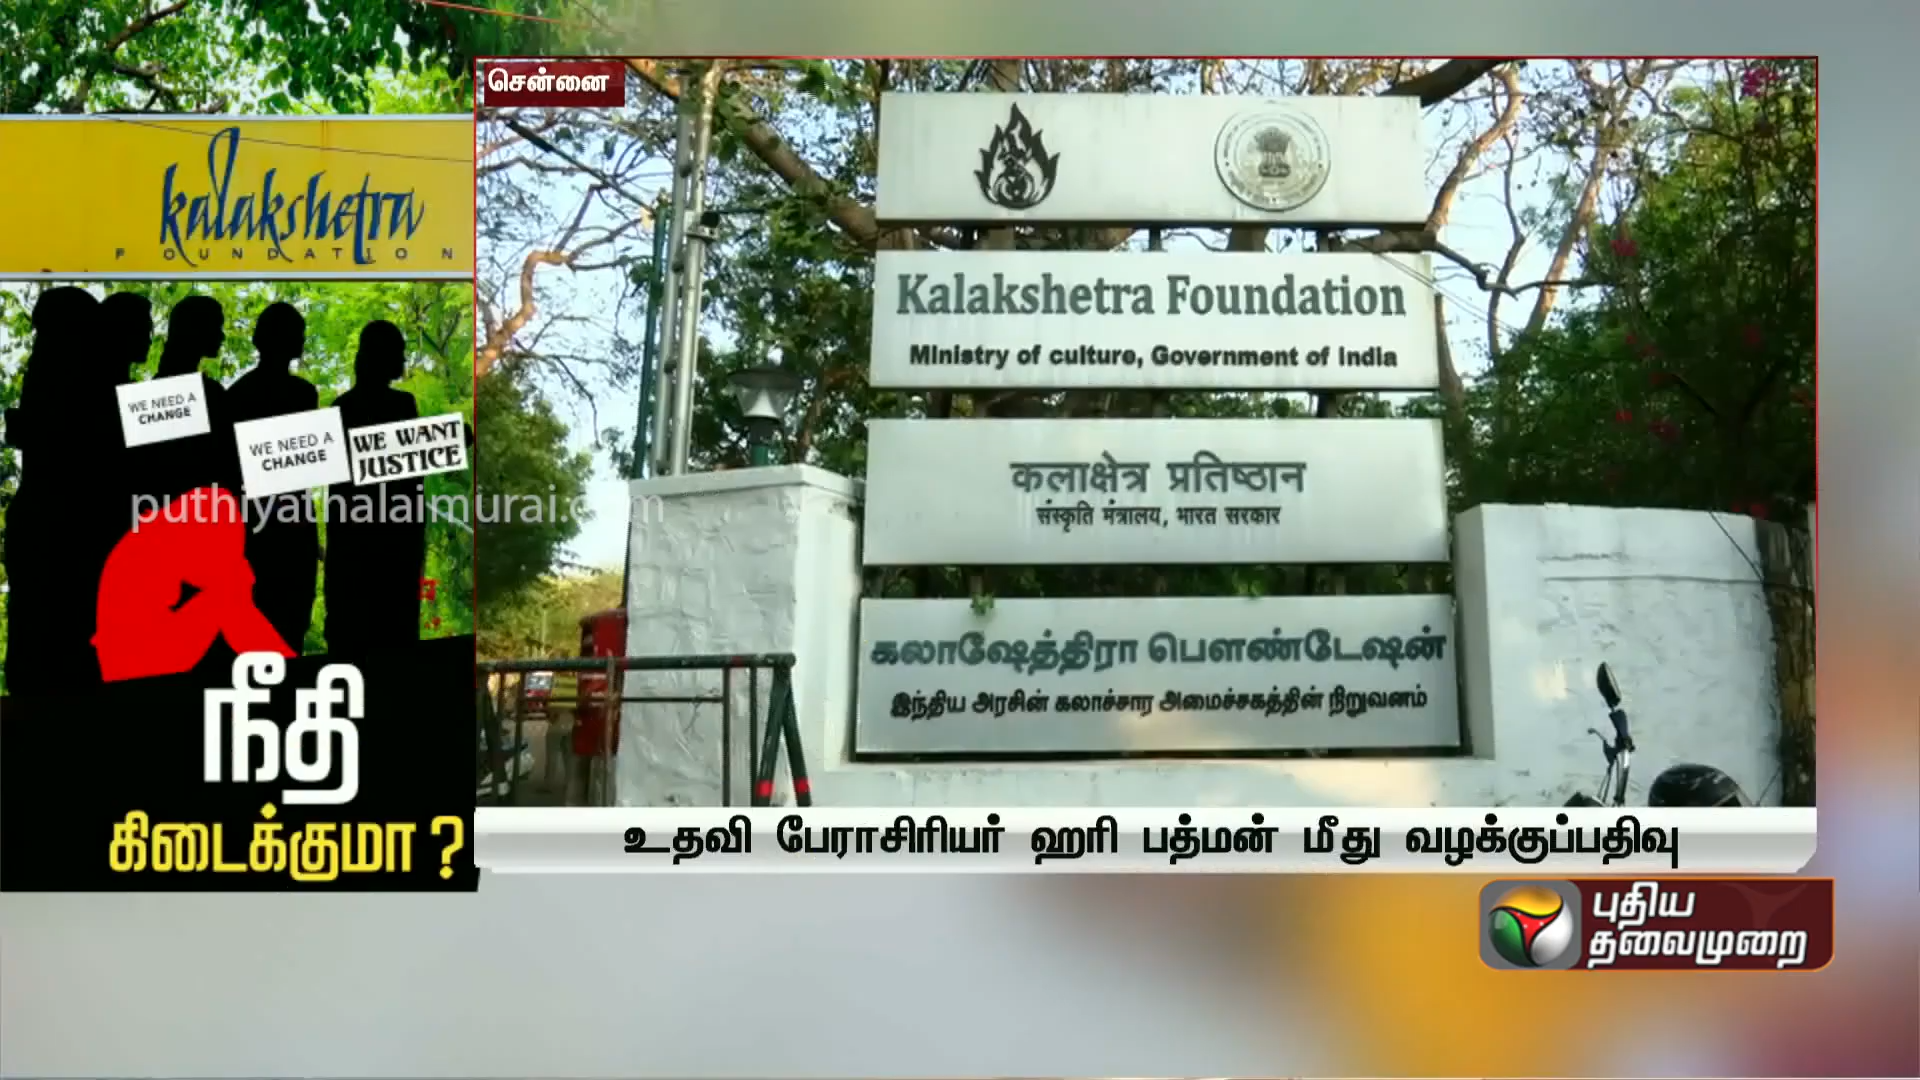 சென்னை
kalakshetra
FOUNDATION
WE NEED A
CHANGE
WE NEED A
CHANGE
WE WANT
JUSTICE
puthiyathalaimurai.com
நீதி
கிடைக்குமா ?
Kalakshetra Foundation
Ministry of culture, Government of India
कलाक्षेत्र प्रतिष्ठान
संस्कृति मंत्रालय, भारत सरकार
கலாஷேத்திரா பௌண்டேஷன்
இந்திய அரசின் கலாச்சார அமைச்சகத்தின் நிறுவனம்
உதவி பேராசிரியர் ஹரி பத்மன் மீது வழக்குப்பதிவு
புதிய
தலைமுறை